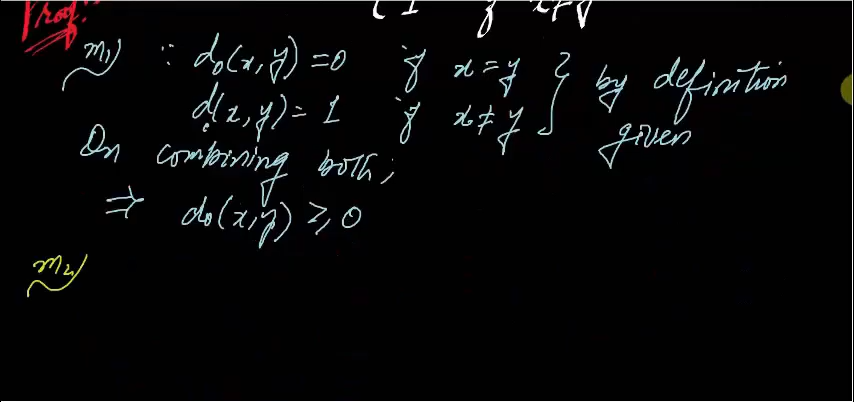 Proof:
M₁) ∵ d₀(x, y) = 0 if x = y } by definition given
d₀(x, y) = 1 if x ≠ y
On combining both;
⇒ d₀(x, y) ≥ 0
M₂)